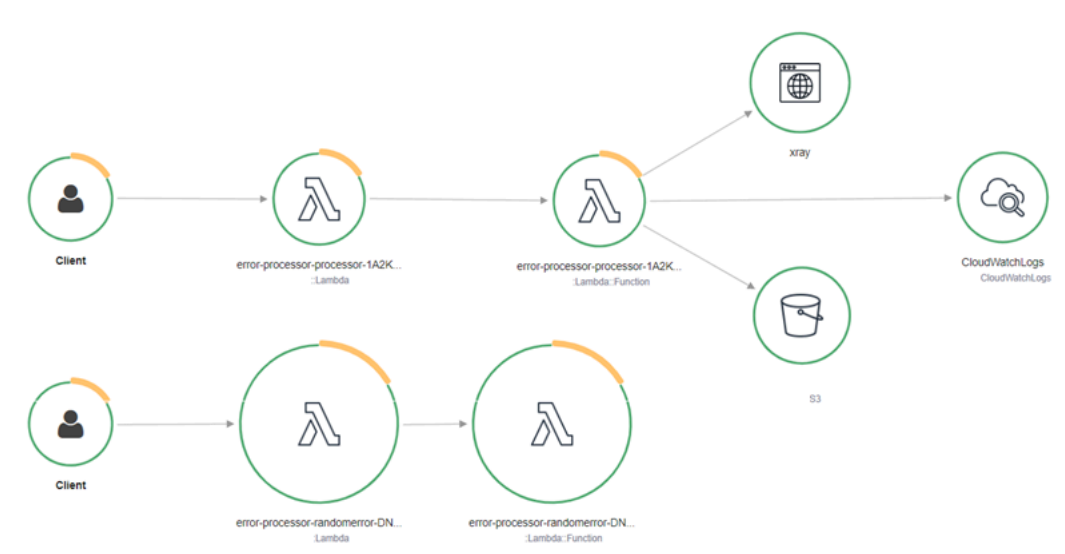 xray
Client
error-processor-processor-1A2K...
::Lambda
error-processor-processor-1A2K...
:Lambda::Function
CloudWatchLogs
CloudWatchLogs
S3
Client
error-processor-randomerror-DN...
:Lambda
error-processor-randomerror-DN...
:Lambda::Function